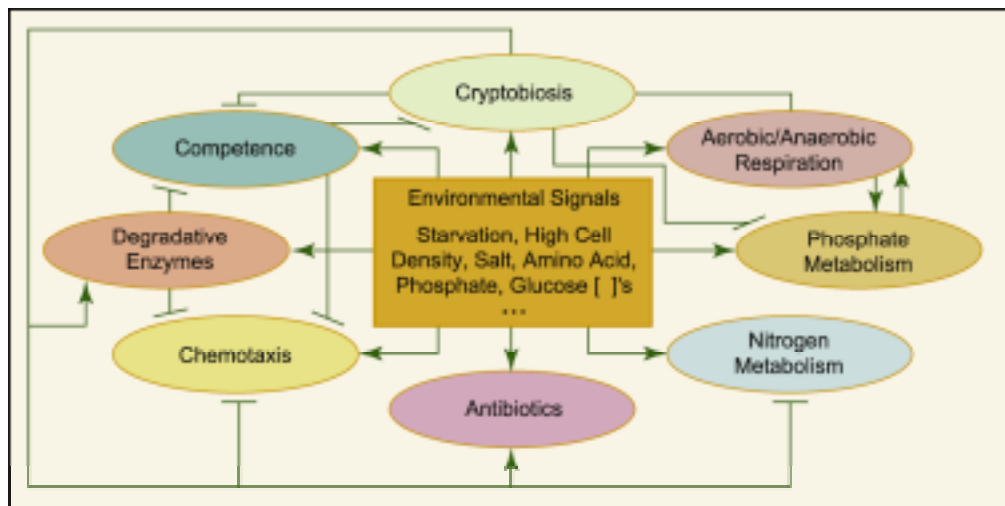 Cryptobiosis
Competence
Aerobic/Anaerobic
Respiration
Environmental Signals
Starvation, High Cell
Density, Salt, Amino Acid,
Phosphate, Glucose [ ]'s
...
Degradative
Enzymes
Phosphate
Metabolism
Chemotaxis
Nitrogen
Metabolism
Antibiotics